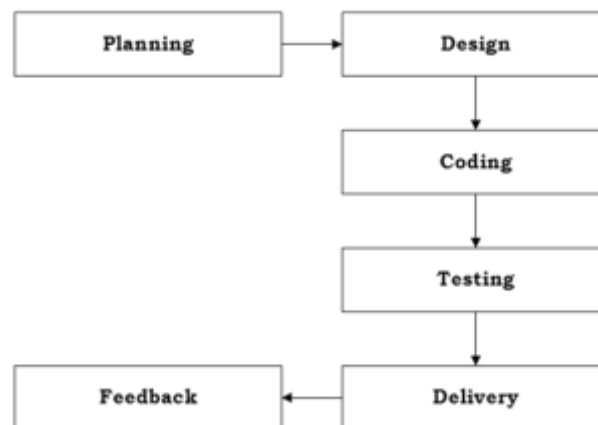 Planning
Design
Coding
Testing
Delivery
Feedback